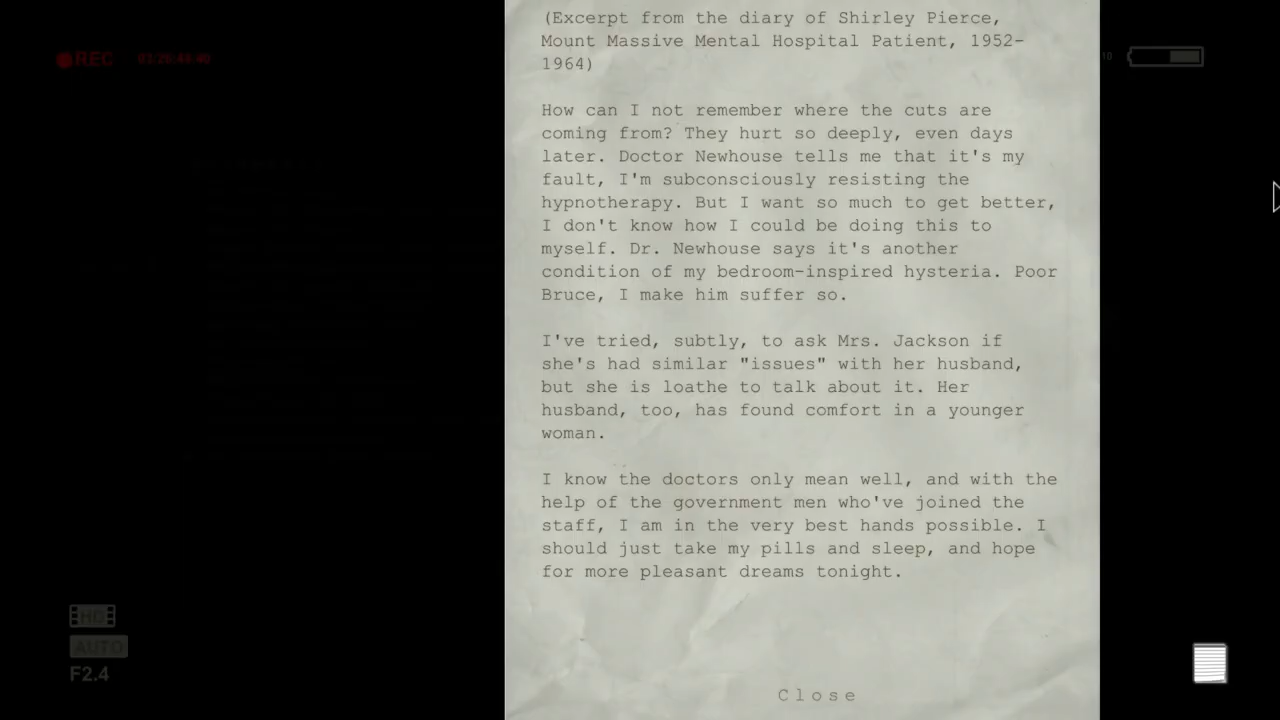 (Excerpt from the diary of Shirley Pierce,
Mount Massive Mental Hospital Patient, 1952-
1964)
How can I not remember where the cuts are
coming from? They hurt so deeply, even days
later. Doctor Newhouse tells me that it's my
fault, I'm subconsciously resisting the
hypnotherapy. But I want so much to get better,
I don't know how I could be doing this to
myself. Dr. Newhouse says it's another
condition of my bedroom-inspired hysteria. Poor
Bruce, I make him suffer so.
I've tried, subtly, to ask Mrs. Jackson if
she's had similar "issues" with her husband,
but she is loathe to talk about it. Her
husband, too, has found comfort in a younger
woman.
I know the doctors only mean well, and with the
help of the government men who've joined the
staff, I am in the very best hands possible. I
should just take my pills and sleep, and hope
for more pleasant dreams tonight.
Close
REC
10
HG
AUTO
F2.4